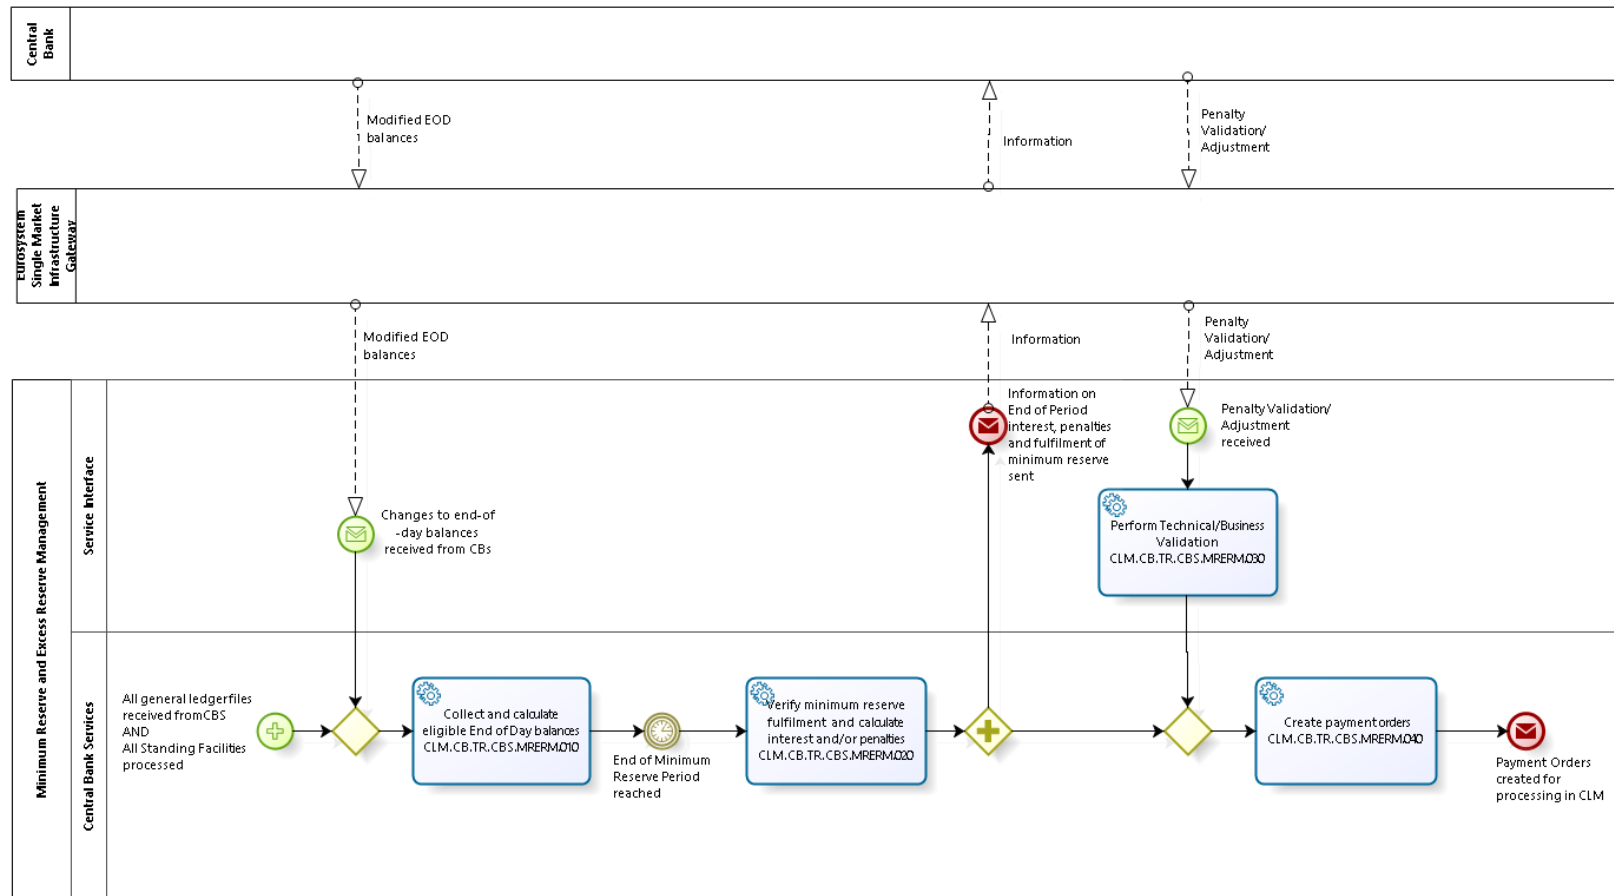 Central
Bank
Modified EOD
balances
Information
Penalty
Validation/
Adjustment
Eurosystem
Single Market
Infrastructure
Gateway
Modified EOD
balances
Information
Penalty
Validation/
Adjustment
Minimum Reserve and Excess Reserve Management
Service Interface
Changes to end-of
-day balances
received from CBs
Information on
End of Period
interest, penalties
and fulfilment of
minimum reserve
sent
Penalty Validation/
Adjustment
received
Perform Technical/Business
Validation
CLM.CB.TR.CBS.MRERM.030
Central Bank Services
All general ledgerfiles
received from CBS
AND
All Standing Facilities
processed
Collect and calculate
eligible End of Day balances
CLM.CB.TR.CBS.MRERM.010
End of Minimum
Reserve Period
reached
Verify minimum reserve
fulfilment and calculate
interest and/or penalties
CLM.CB.TR.CBS.MRERM.020
Create payment orders
CLM.CB.TR.CBS.MRERM.040
Payment Orders
created for
processing in CLM